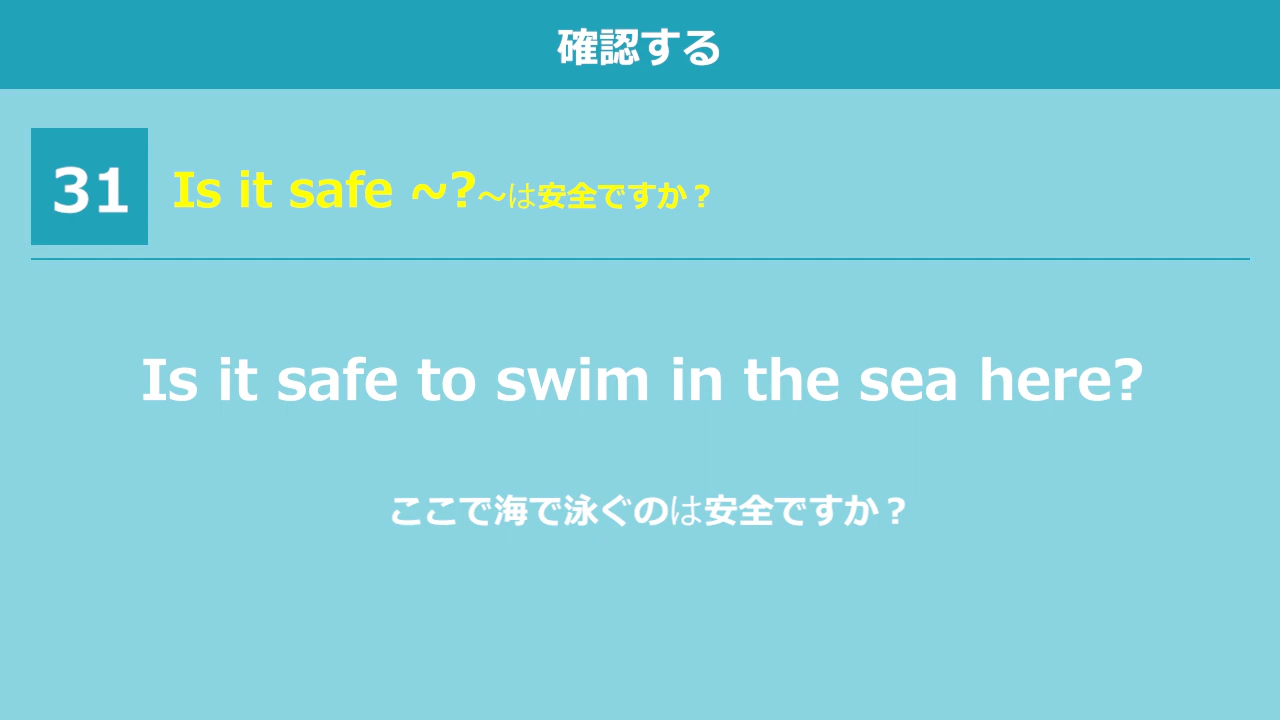 確認する
31
Is it safe ~?~は安全ですか？
Is it safe to swim in the sea here?
ここで海で泳ぐのは安全ですか？